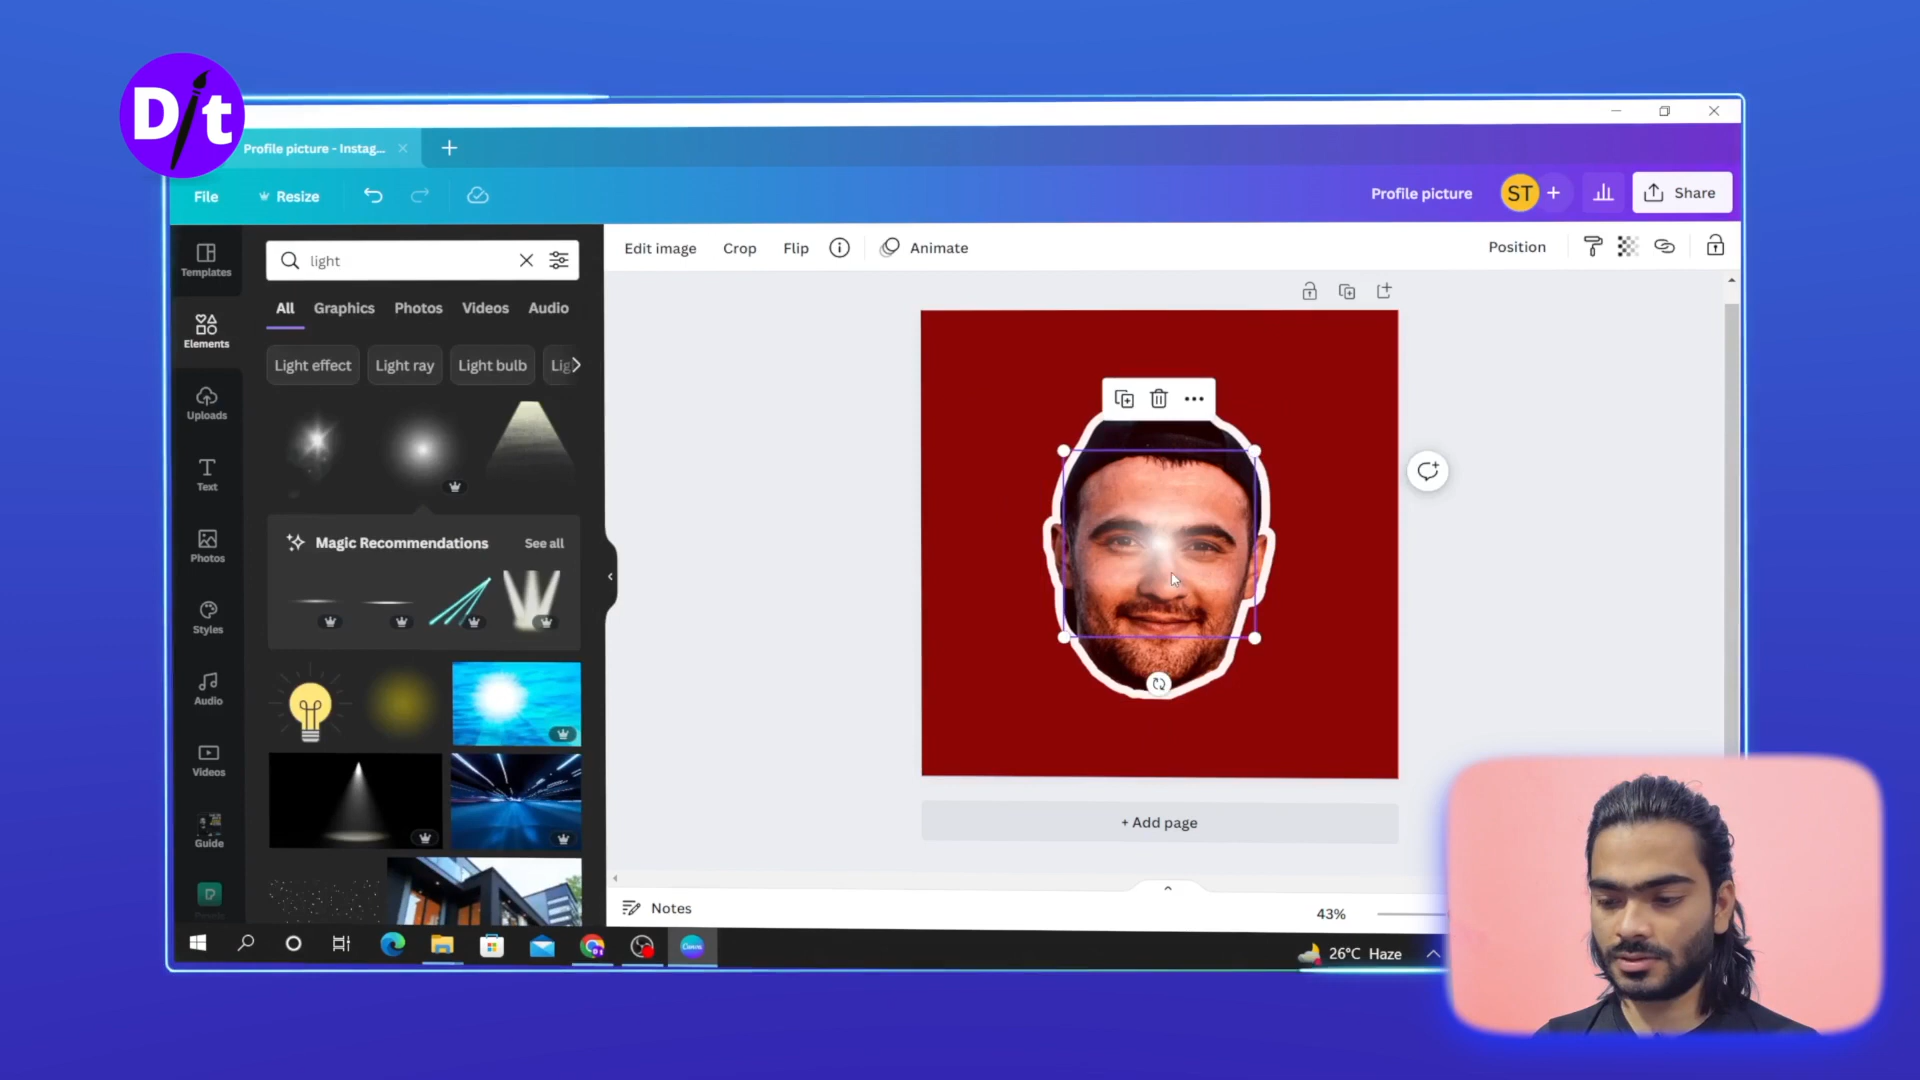 D/t
Profile picture - Instag...
File
Resize
Profile picture
ST
Share
Templates
light
Edit image
Crop
Flip
Animate
Position
Elements
All
Graphics
Photos
Videos
Audio
Light effect
Light ray
Light bulb
Lig
Uploads
Text
Magic Recommendations
See all
Photos
Styles
Audio
Videos
Guide
+ Add page
Notes
43%
Canva
26°C Haze